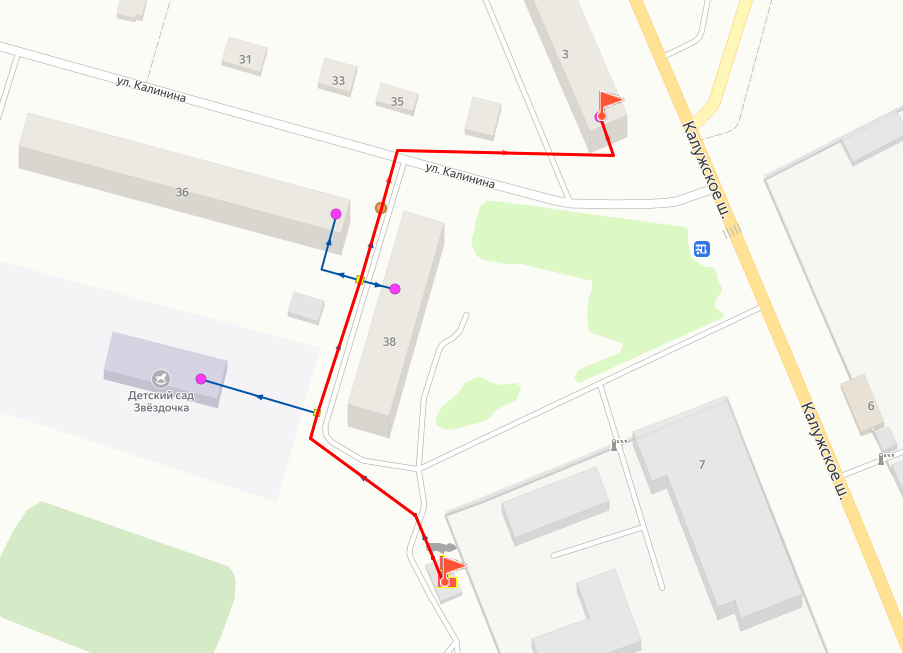 3
31
33
35
ул. Калинина
ул. Калинина
Калужское ш.
36
38
Детский сад
Звёздочка
6
7
Калужское ш.